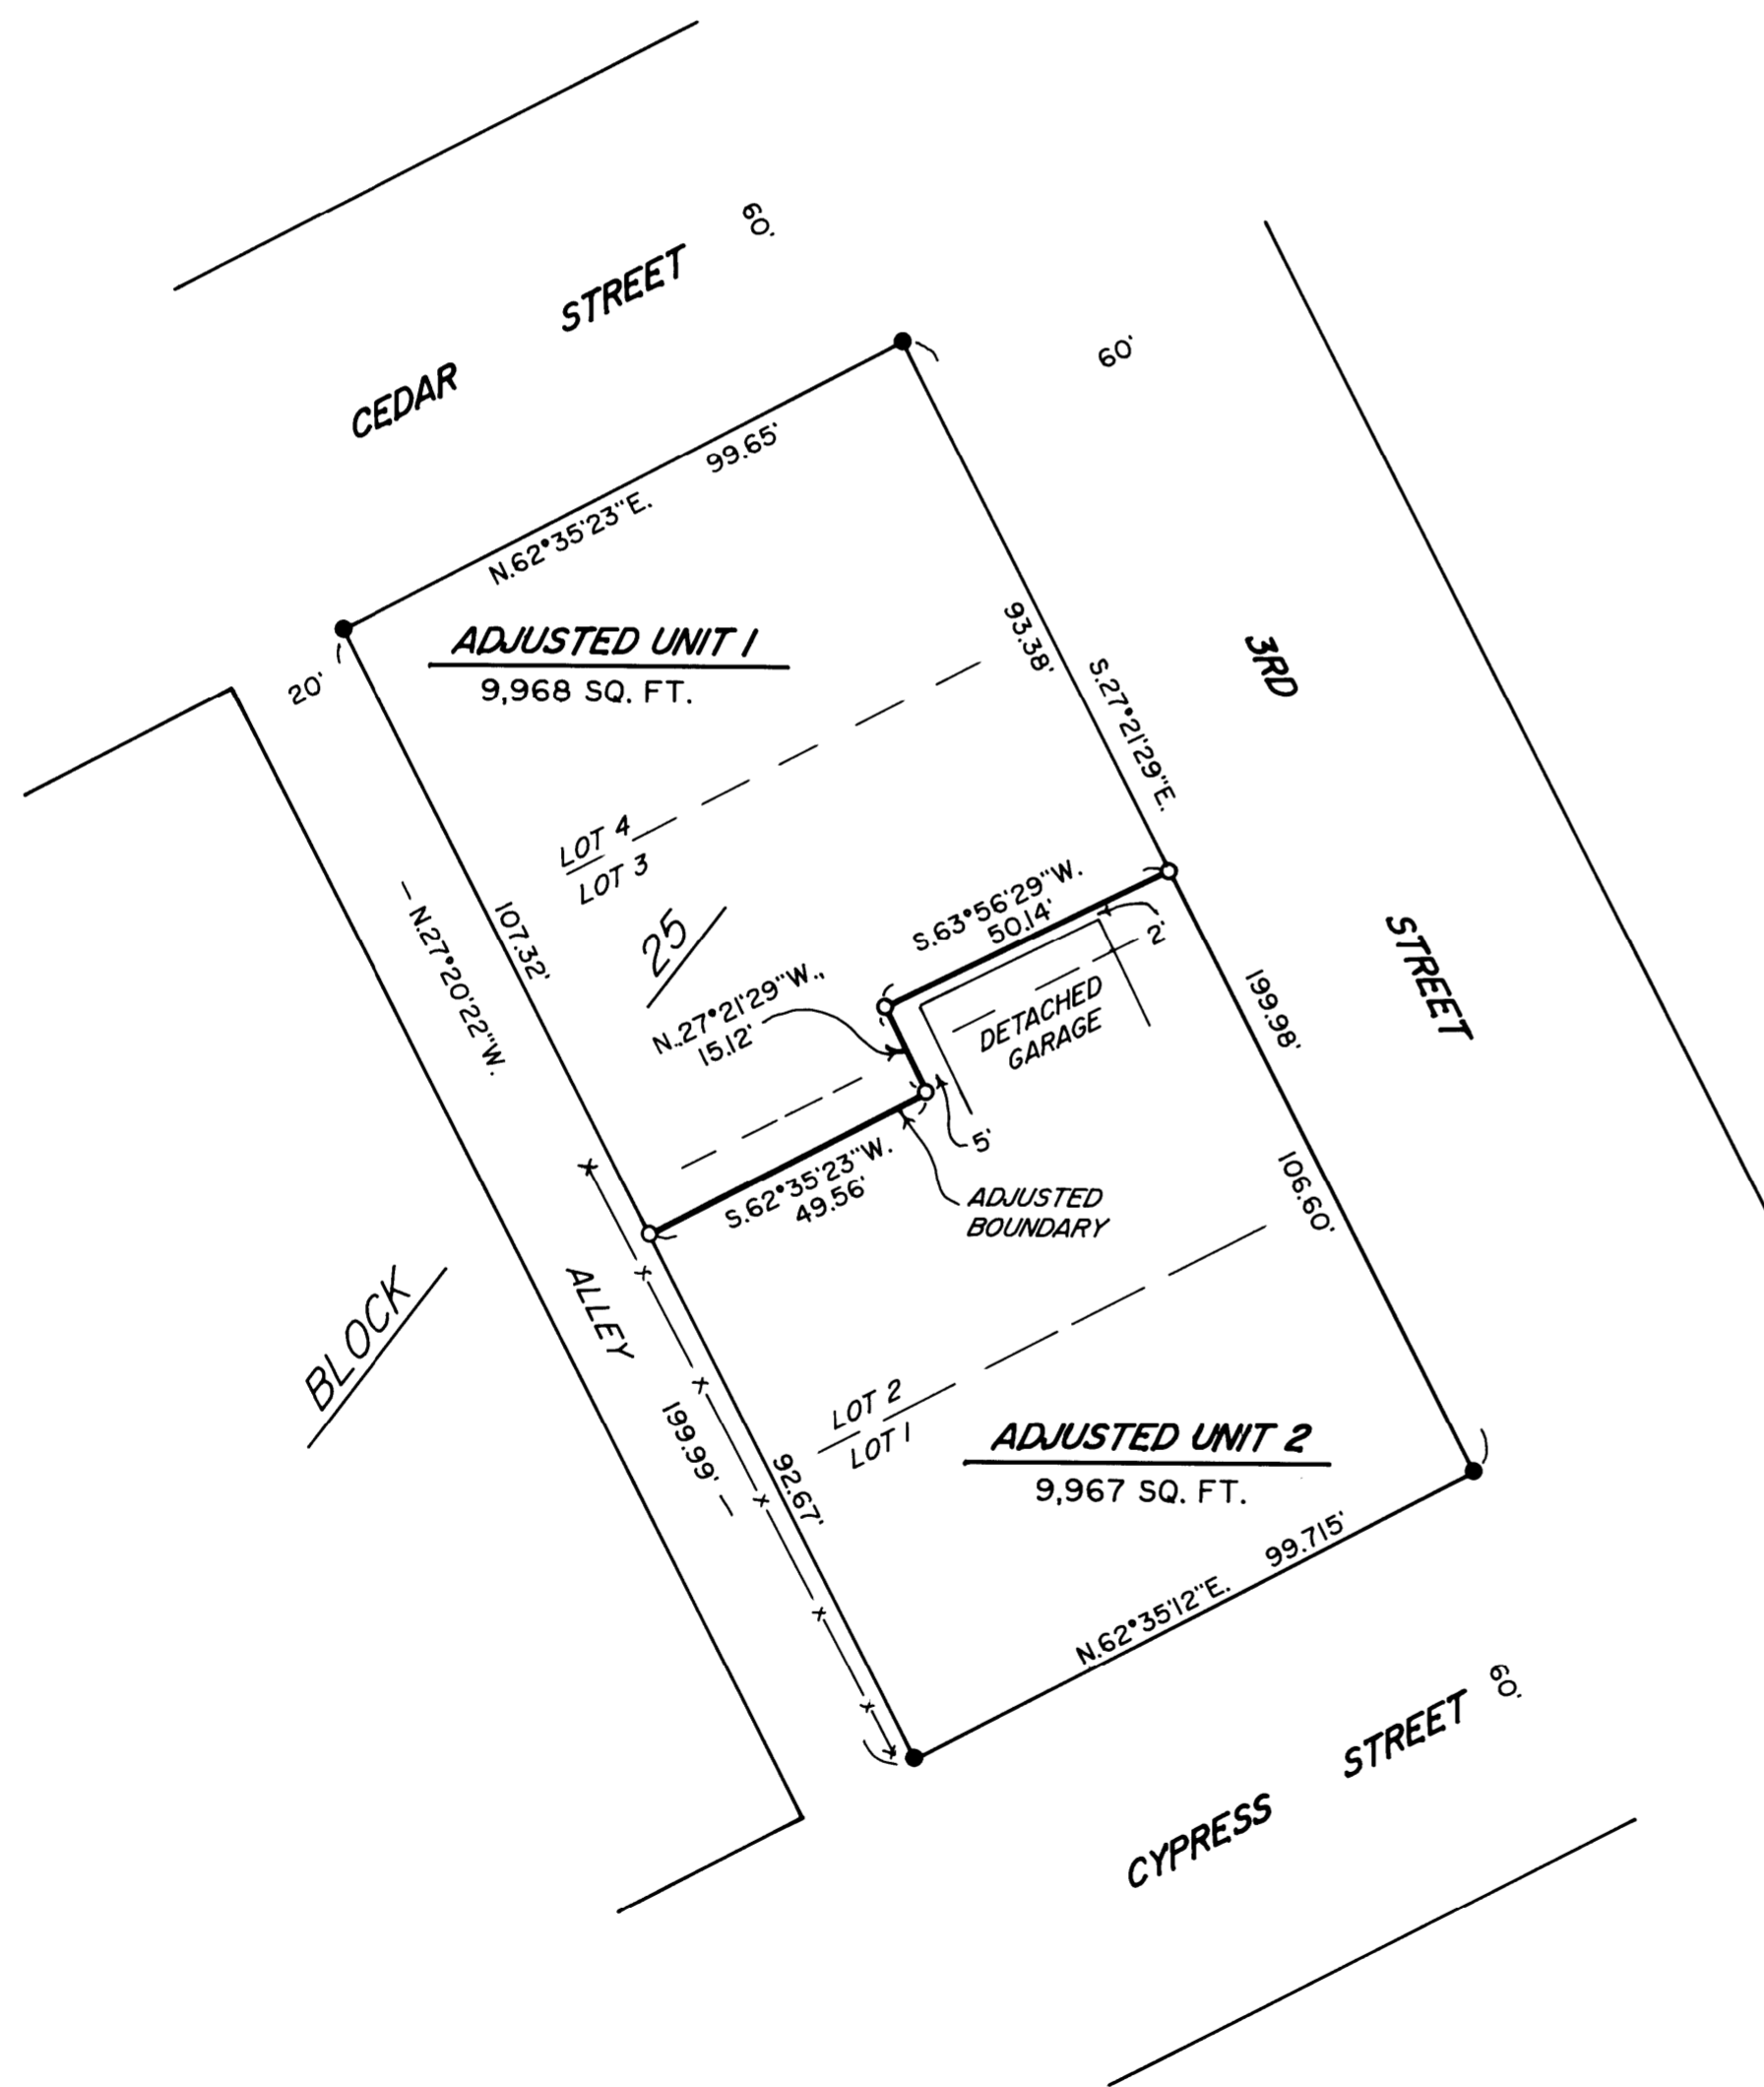 60'
CEDAR STREET
60'
N.62°35'23"E. 99.65'
ADJUSTED UNIT 1
9,968 SQ. FT.
20'
93.38'
S.27°21'29"E.
3RD STREET
LOT 4
LOT 3
25
107.32'
N.27°20'22"W.
S.63°56'29"W.
50.14'
2'
N.27°21'29"W.,
15.12'
DETACHED
GARAGE
199.98'
5'
S.62°35'23"W.
49.56'
ADJUSTED
BOUNDARY
106.60'
BLOCK
ALLEY
199.99'
92.67'
LOT 2
LOT 1
ADJUSTED UNIT 2
9,967 SQ. FT.
N.62°35'12"E. 99.715'
60'
CYPRESS STREET